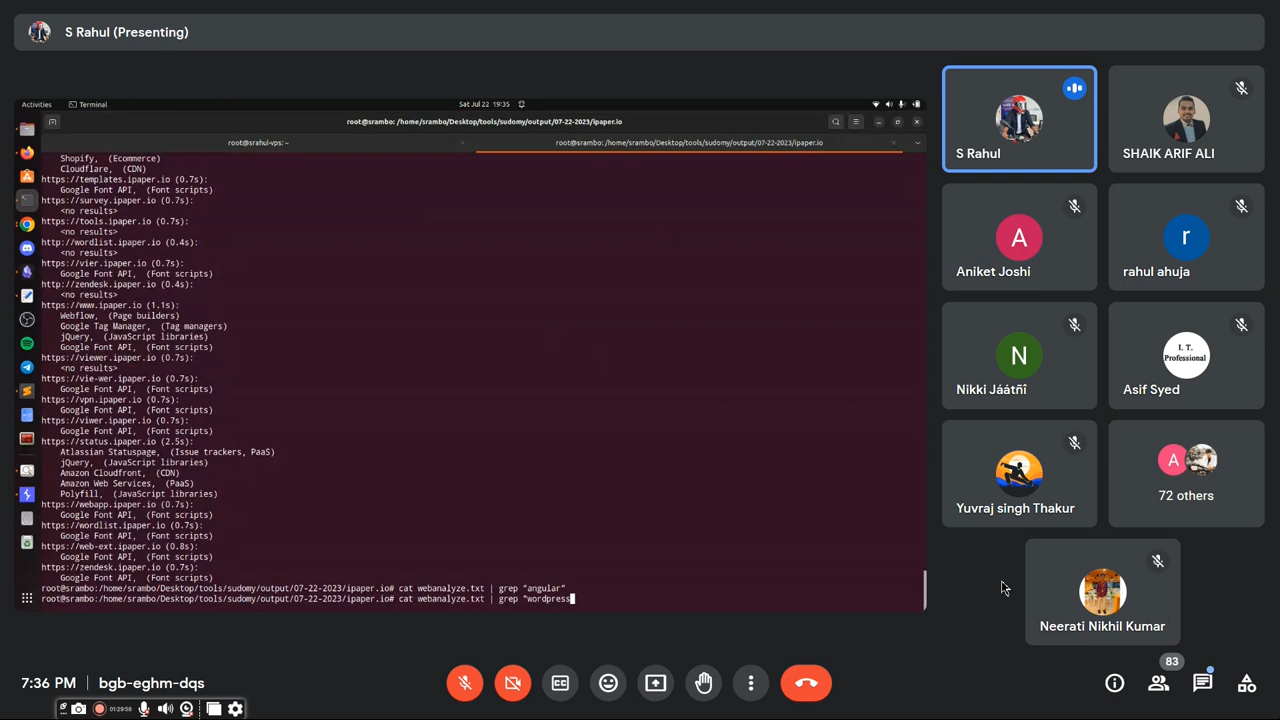 S Rahul (Presenting)
Activities
Terminal
Sat Jul 22 19:35
root@srambo: /home/srambo/Desktop/tools/sudomy/output/07-22-2023/ipaper.io
root@srahul-vps: ~
root@srambo: /home/srambo/Desktop/tools/sudomy/output/07-22-2023/ipaper.io
Shopify, (Ecommerce)
Cloudflare, (CDN)
https://templates.ipaper.io (0.7s):
Google Font API, (Font scripts)
https://survey.ipaper.io (0.7s):
<no results>
https://tools.ipaper.io (0.7s):
<no results>
http://wordlist.ipaper.io (0.4s):
<no results>
https://vier.ipaper.io (0.7s):
Google Font API, (Font scripts)
http://zendesk.ipaper.io (0.4s):
<no results>
https://www.ipaper.io (1.1s):
Webflow, (Page builders)
Google Tag Manager, (Tag managers)
jQuery, (JavaScript libraries)
Google Font API, (Font scripts)
https://viewer.ipaper.io (0.7s):
<no results>
https://vie-wer.ipaper.io (0.7s):
Google Font API, (Font scripts)
https://vpn.ipaper.io (0.7s):
Google Font API, (Font scripts)
https://viwer.ipaper.io (0.7s):
Google Font API, (Font scripts)
https://status.ipaper.io (2.5s):
Atlassian Statuspage, (Issue trackers, PaaS)
jQuery, (JavaScript libraries)
Amazon Cloudfront, (CDN)
Amazon Web Services, (PaaS)
Polyfill, (JavaScript libraries)
https://webapp.ipaper.io (0.7s):
Google Font API, (Font scripts)
https://wordlist.ipaper.io (0.7s):
Google Font API, (Font scripts)
https://web-ext.ipaper.io (0.8s):
Google Font API, (Font scripts)
https://zendesk.ipaper.io (0.7s):
Google Font API, (Font scripts)
root@srambo:/home/srambo/Desktop/tools/sudomy/output/07-22-2023/ipaper.io# cat webanalyze.txt | grep "angular"
root@srambo:/home/srambo/Desktop/tools/sudomy/output/07-22-2023/ipaper.io# cat webanalyze.txt | grep "wordpress
S Rahul
SHAIK ARIF ALI
A
Aniket Joshi
r
rahul ahuja
N
Nikki Jáátñî
I. T.
Professional
Asif Syed
Yuvraj singh Thakur
A
72 others
Neerati Nikhil Kumar
7:36 PM
bgb-eghm-dqs
83
01:29:58